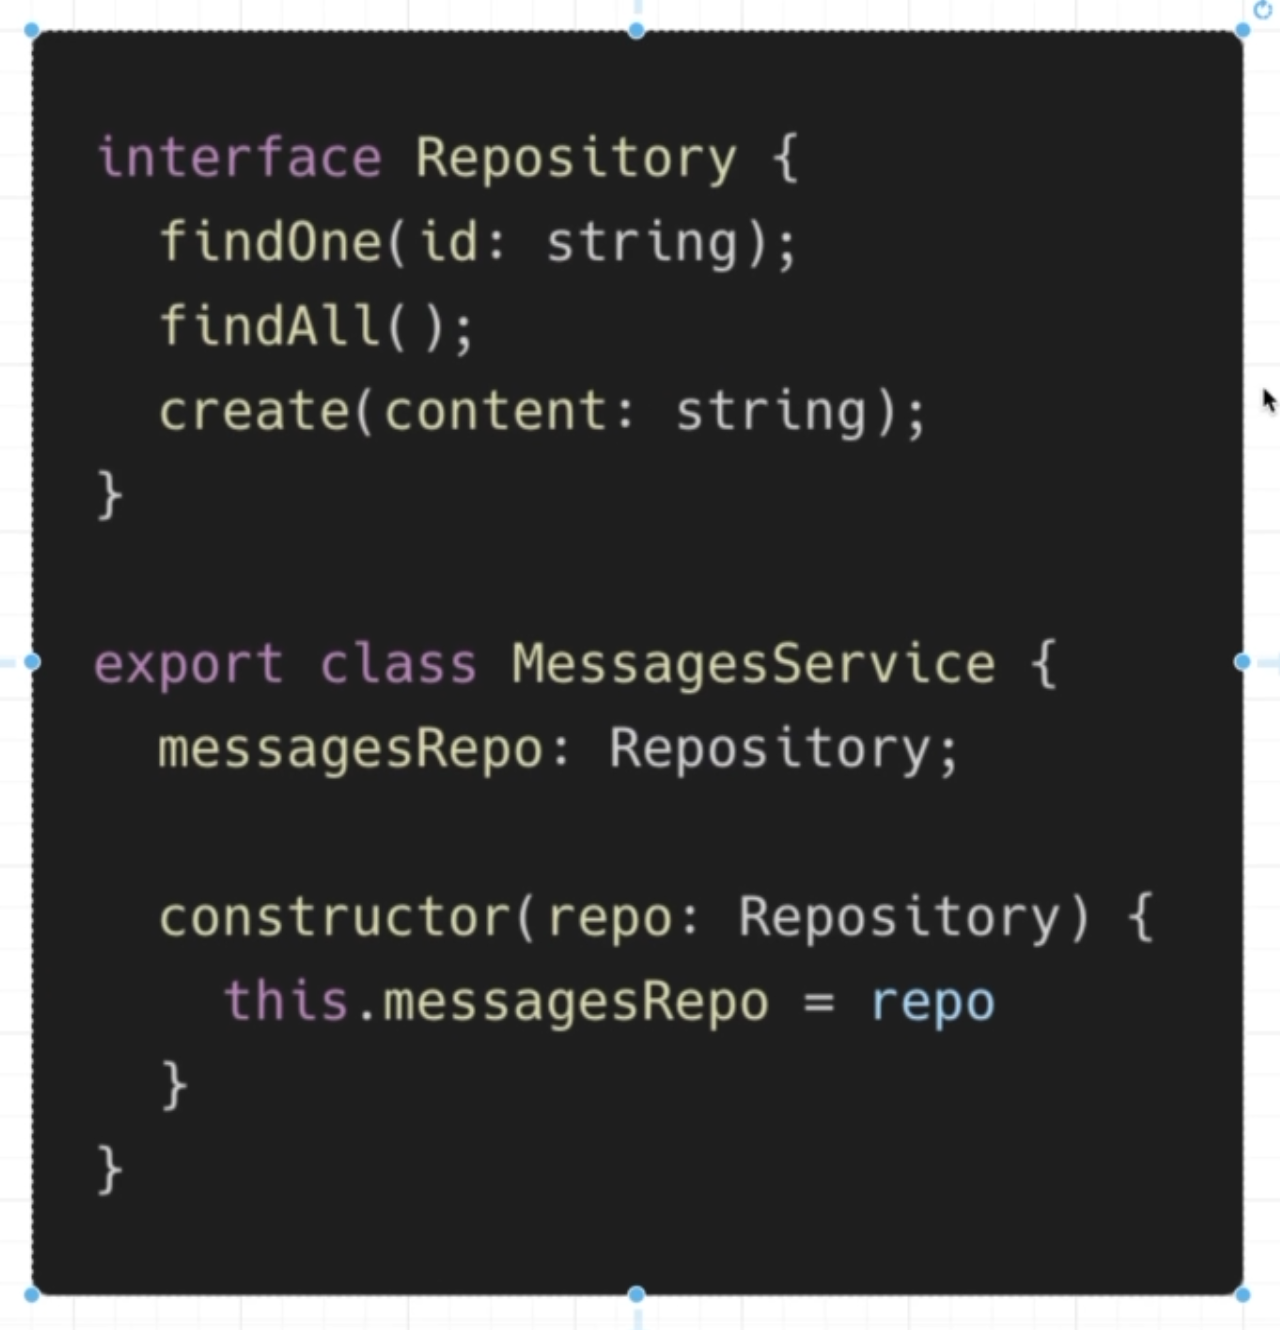 interface Repository {
  findOne(id: string);
  findAll();
  create(content: string);
}
export class MessagesService {
  messagesRepo: Repository;
  constructor(repo: Repository) {
    this.messagesRepo = repo
  }
}